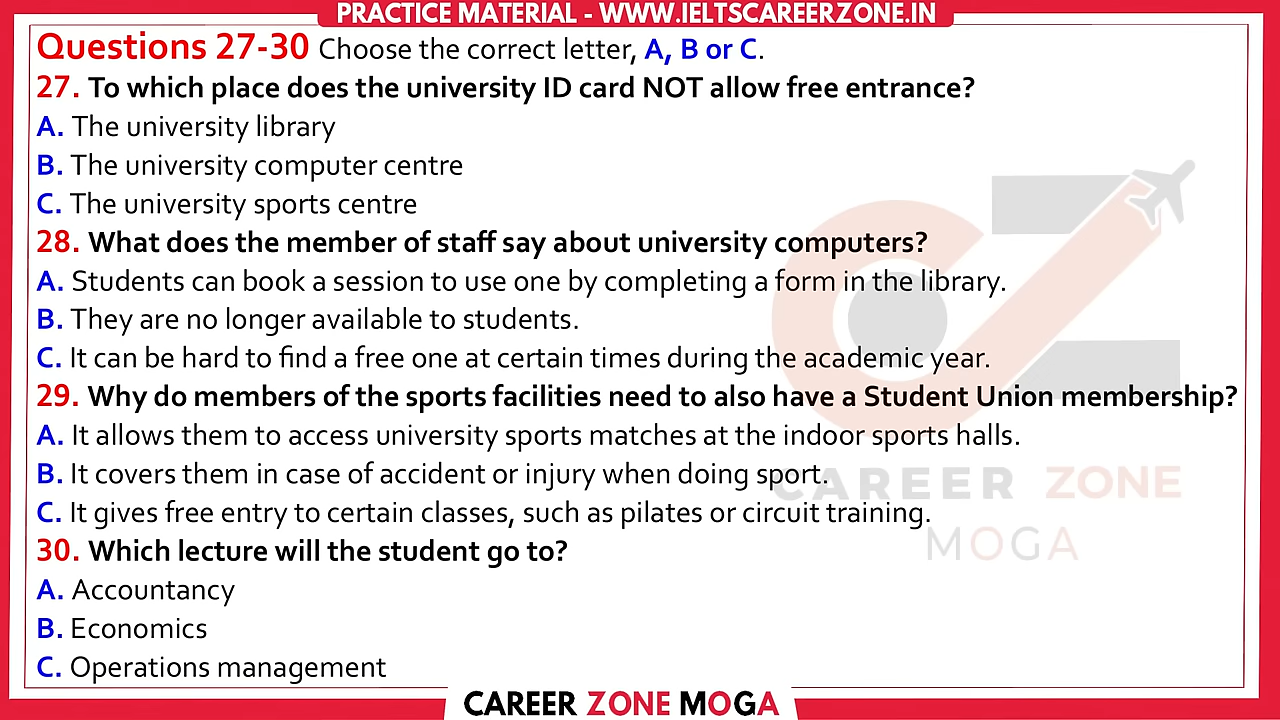 PRACTICE MATERIAL - WWW.IELTSCAREERZONE.IN
Questions 27-30 Choose the correct letter, A, B or C.
27. To which place does the university ID card NOT allow free entrance?
A. The university library
B. The university computer centre
C. The university sports centre
28. What does the member of staff say about university computers?
A. Students can book a session to use one by completing a form in the library.
B. They are no longer available to students.
C. It can be hard to find a free one at certain times during the academic year.
29. Why do members of the sports facilities need to also have a Student Union membership?
A. It allows them to access university sports matches at the indoor sports halls.
B. It covers them in case of accident or injury when doing sport.
CAREER ZONE
C. It gives free entry to certain classes, such as pilates or circuit training.
MOGA
30. Which lecture will the student go to?
A. Accountancy
B. Economics
C. Operations management
CAREER ZONE MOGA